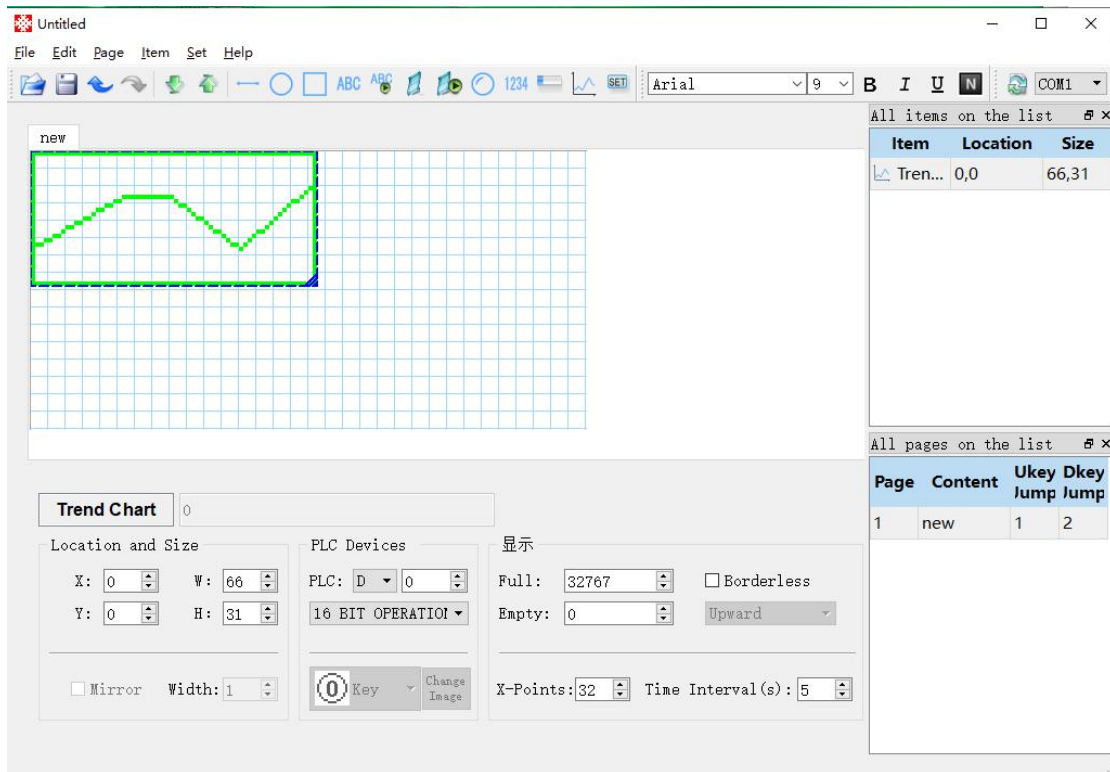 Untitled
File Edit Page Item Set Help
ABC ABC 1234 SET Arial 9 B I U N COM1
All items on the list
new
Item Location Size
Tren... 0,0 66,31
All pages on the list
Page Content Ukey Jump Dkey Jump
1 new 1 2
Trend Chart 0
Location and Size PLC Devices 显示
X: 0 W: 66 PLC: D 0 Full: 32767 Borderless
Y: 0 H: 31 16 BIT OPERATION Empty: 0 Upward
Mirror Width: 1 0 Key Change Image X-Points: 32 Time Interval(s): 5